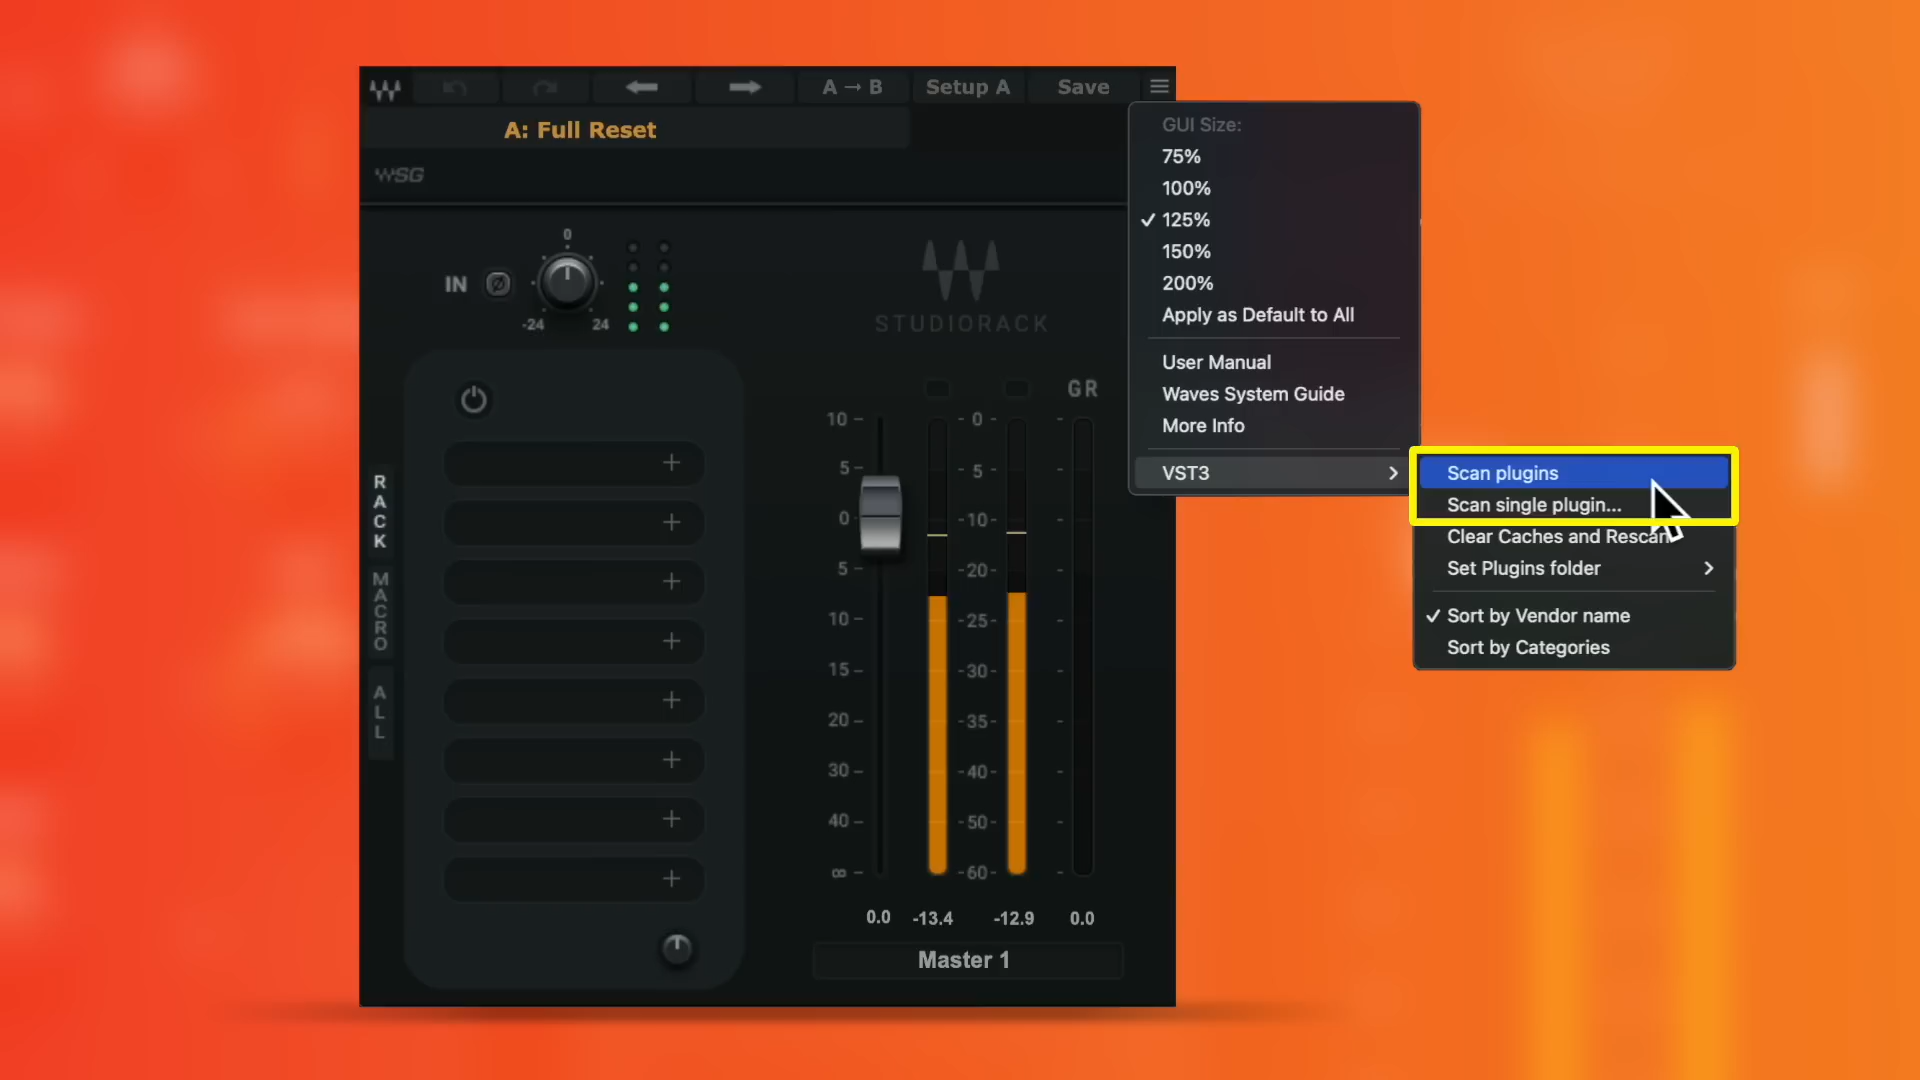 A → B
Setup A
Save
A: Full Reset
WSG
GUI Size:
75%
100%
✓ 125%
150%
200%
Apply as Default to All
User Manual
Waves System Guide
More Info
VST3
Scan plugins
Scan single plugin...
Clear Caches and Rescan
Set Plugins folder
✓ Sort by Vendor name
Sort by Categories
0
IN
-24
24
STUDIORACK
GR
RACK
MACRO
ALL
10
5
0
5
10
15
20
30
40
∞
- 0 -
- 5 -
-10-
-20-
-25-
-30-
-35-
-40-
-50-
-60-
0.0
-13.4
-12.9
0.0
Master 1